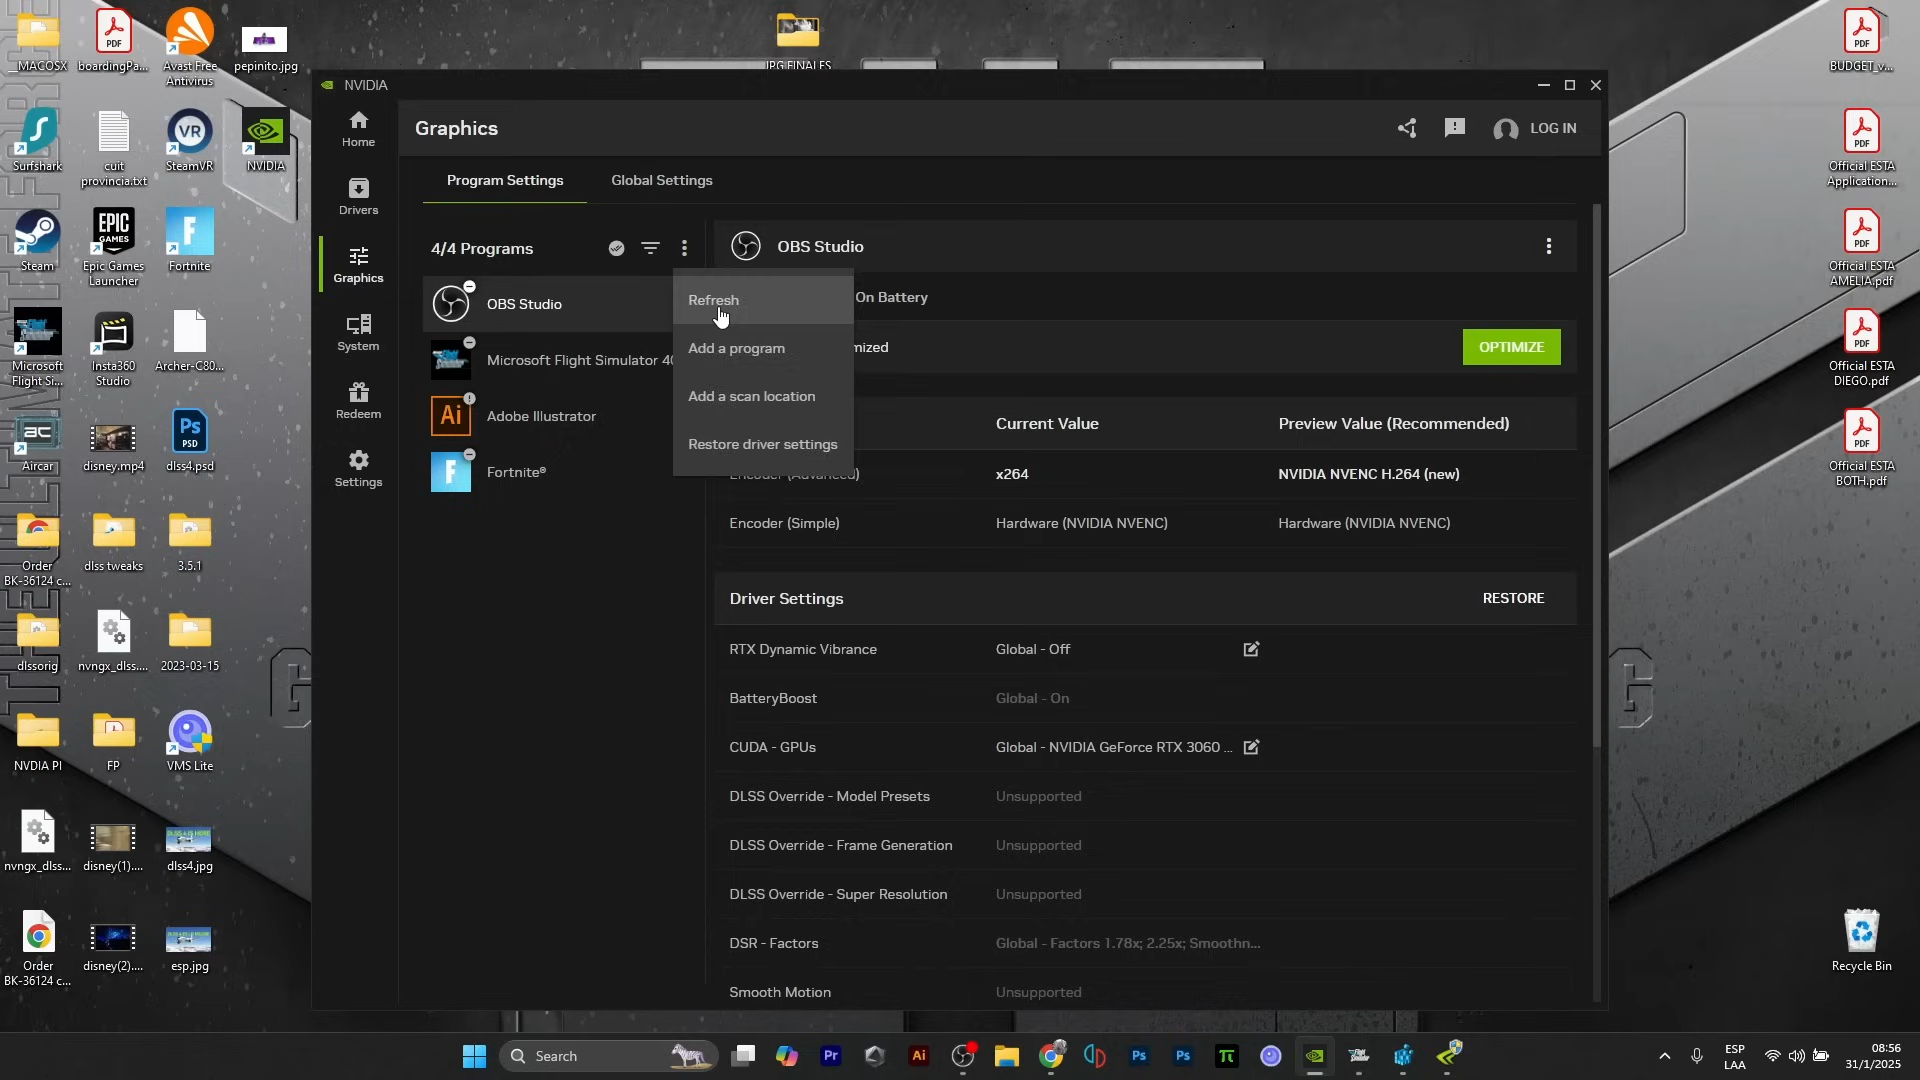 __MACOSX
boardingPa...
Avast Free
Antivirus
pepinito.jpg
Surfshark
cuit
provincia.txt
SteamVR
NVIDIA
Steam
Epic Games
Launcher
Fortnite
Microsoft
Flight Si...
Insta360
Studio
Archer-C80...
Aircar
disney.mp4
dlss4.psd
Order
BK-36124 c...
dlss tweaks
3.5.1
dlssorig
nvngx_dlss....
2023-03-15
NVDIA PI
FP
VMS Lite
nvngx_dlss...
disney(1)....
dlss4.jpg
Order
BK-36124 c...
disney(2)....
esp.jpg
JPG FINALES
NVIDIA
Home
Drivers
Graphics
System
Redeem
Settings
Graphics
LOG IN
Program Settings
Global Settings
4/4 Programs
OBS Studio
Microsoft Flight Simulator 40
Adobe Illustrator
Fortnite®
Refresh
Add a program
Add a scan location
Restore driver settings
OBS Studio
On Battery
mized
OPTIMIZE
Current Value
Preview Value (Recommended)
Encoder (Advanced)
x264
NVIDIA NVENC H.264 (new)
Encoder (Simple)
Hardware (NVIDIA NVENC)
Hardware (NVIDIA NVENC)
Driver Settings
RESTORE
RTX Dynamic Vibrance
Global - Off
BatteryBoost
Global - On
CUDA - GPUs
Global - NVIDIA GeForce RTX 3060 ...
DLSS Override - Model Presets
Unsupported
DLSS Override - Frame Generation
Unsupported
DLSS Override - Super Resolution
Unsupported
DSR - Factors
Global - Factors 1.78x; 2.25x; Smoothn...
Smooth Motion
Unsupported
BUDGET_v...
Official ESTA
Application...
Official ESTA
AMELIA.pdf
Official ESTA
DIEGO.pdf
Official ESTA
BOTH.pdf
Recycle Bin
Search
ESP
LAA
08:56
31/1/2025